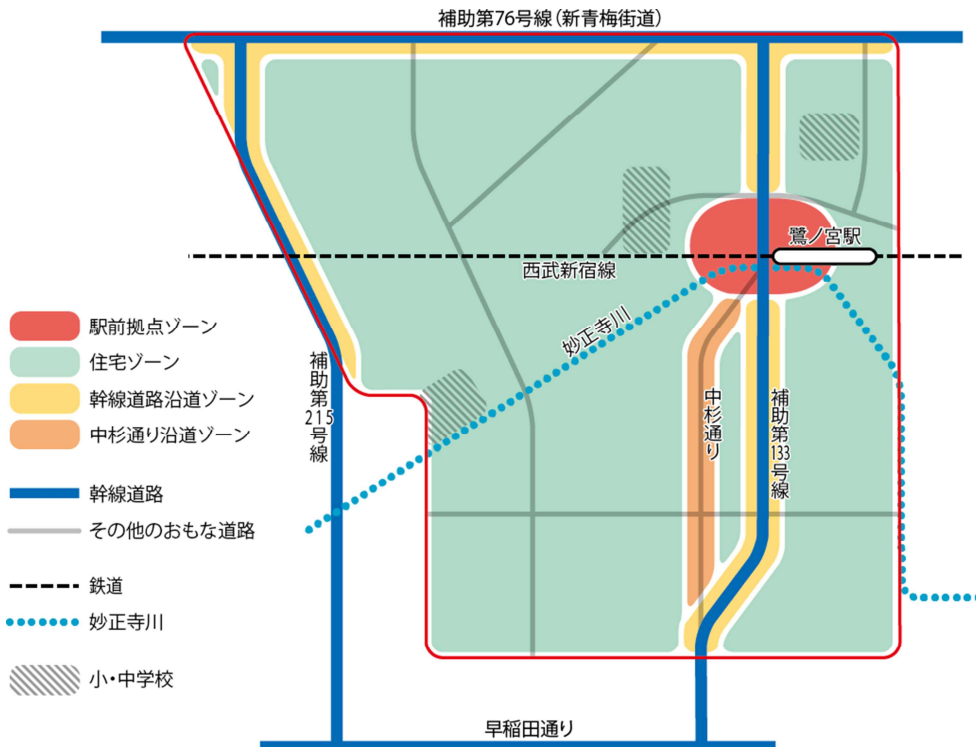 補助第76号線（新青梅街道）
鷺ノ宮駅
西武新宿線
妙正寺川
補助第215号線
中杉通り
補助第133号線
駅前拠点ゾーン
住宅ゾーン
幹線道路沿道ゾーン
中杉通り沿道ゾーン
幹線道路
その他のおもな道路
鉄道
妙正寺川
小・中学校
早稲田通り